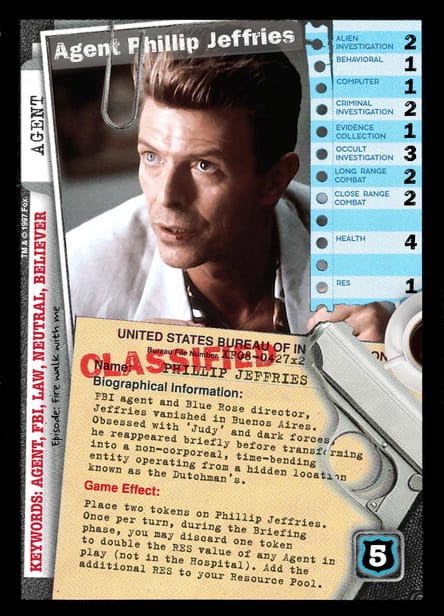 Agent Phillip Jeffries
AGENT
TM & © 1997 Fox.
KEYWORDS: AGENT, FBI, LAW, NEUTRAL, BELIEVER
Episode: Fire walk with me
ALIEN
INVESTIGATION 2
BEHAVIORAL 1
COMPUTER 1
CRIMINAL
INVESTIGATION 2
EVIDENCE
COLLECTION 1
OCCULT
INVESTIGATION 3
LONG RANGE
COMBAT 2
CLOSE RANGE
COMBAT 2
HEALTH 4
RES 1
UNITED STATES BUREAU OF IN ON
Bureau File Number XF08-0427x2
CLASSIFIED
Name: PHILLIP JEFFRIES
Biographical Information:
FBI agent and Blue Rose director,
Jeffries vanished in Buenos Aires.
Obsessed with 'Judy' and dark forces,
he reappeared briefly before transforming
into a non-corporeal, time-bending
entity operating from a hidden location
known as the Dutchman's.
Game Effect:
Place two tokens on Phillip Jeffries.
Once per turn, during the Briefing
phase, you may discard one token
to double the RES value of any Agent in
play (not in the Hospital). Add the
additional RES to your Resource Pool.
5